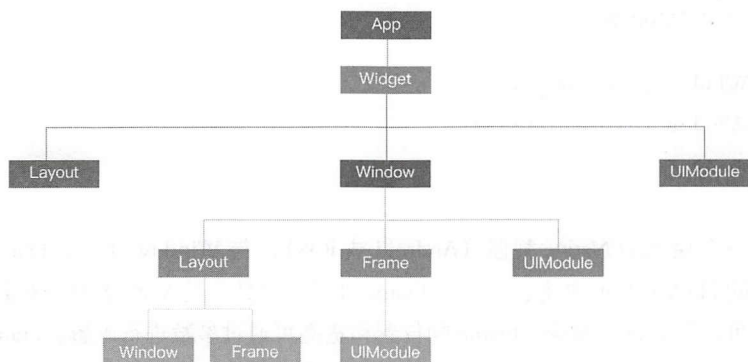 App
Widget
Layout
Window
UIModule
Layout
Frame
UIModule
Window
Frame
UIModule